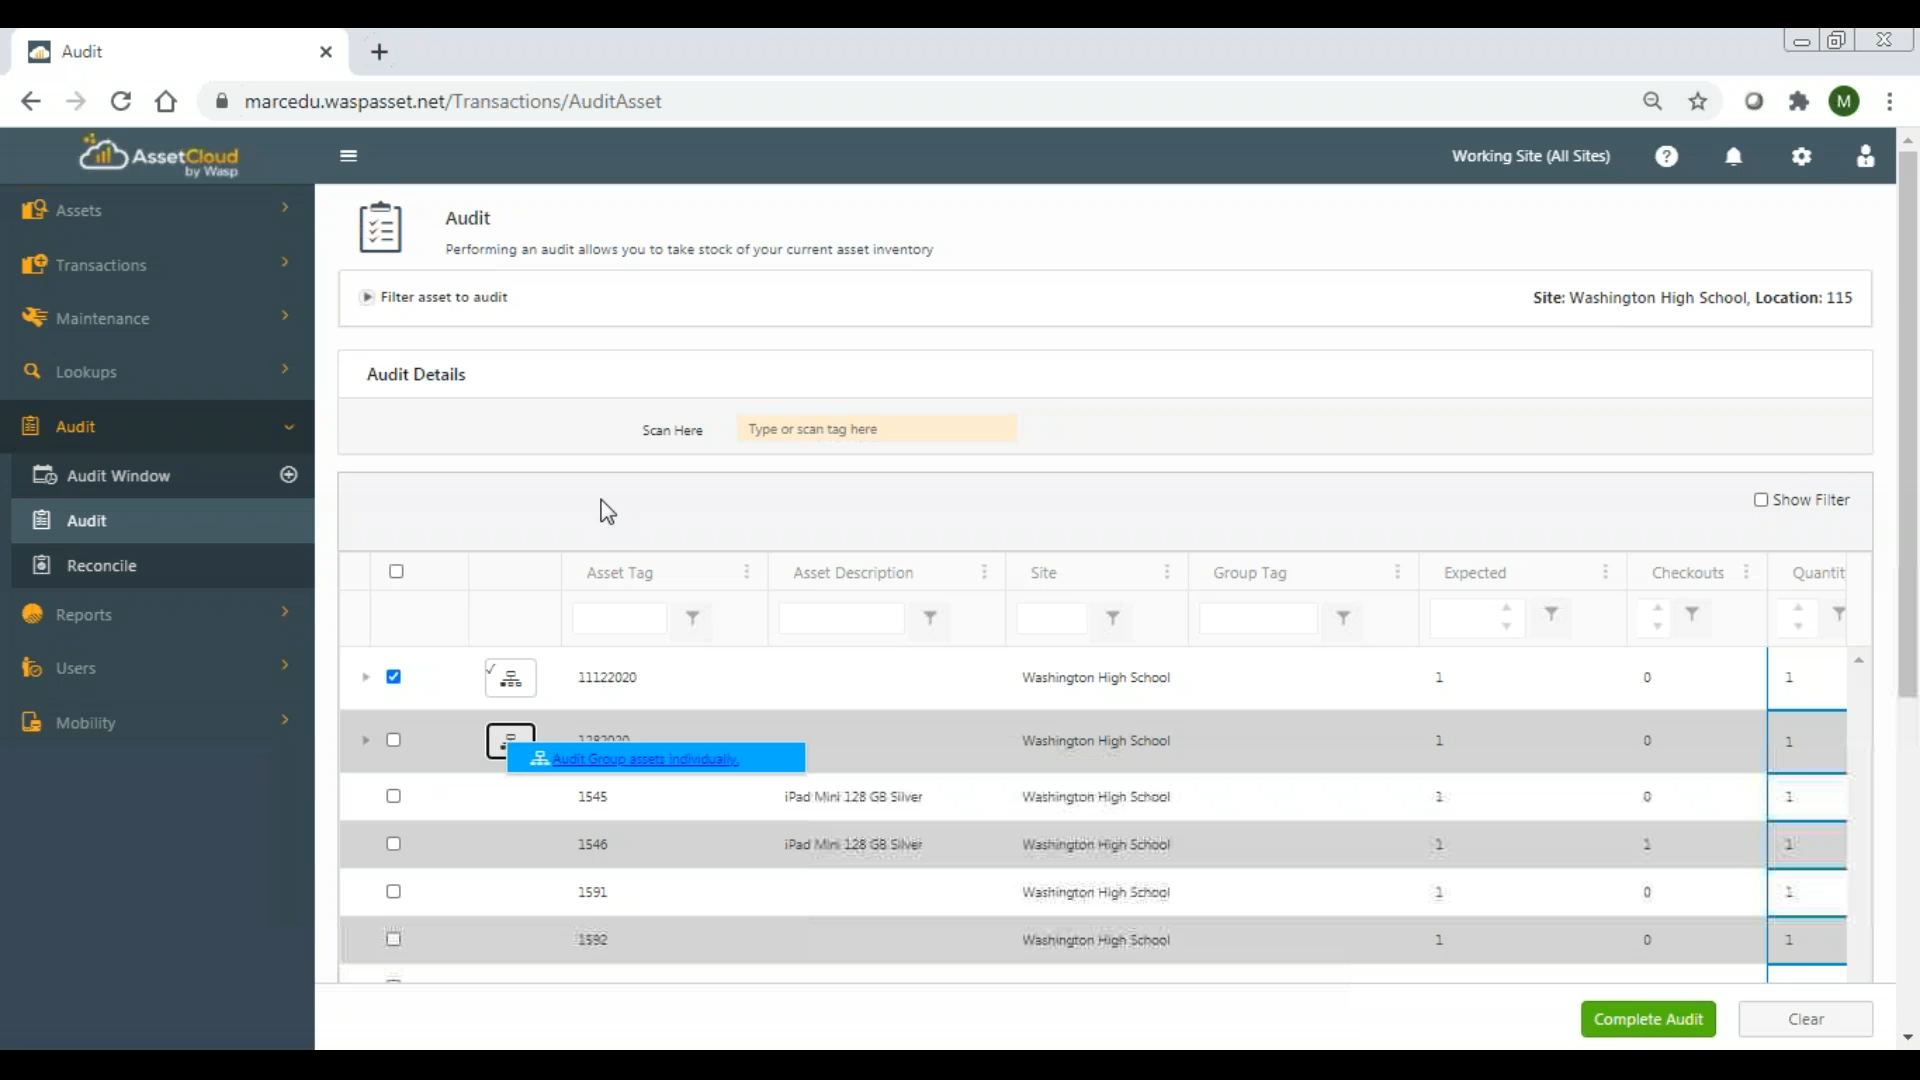 Audit
marcedu.waspasset.net/Transactions/AuditAsset
M
AssetCloud
by Wasp
Working Site (All Sites)
Assets
Transactions
Maintenance
Lookups
Audit
Audit Window
Audit
Reconcile
Reports
Users
Mobility
Audit
Performing an audit allows you to take stock of your current asset inventory
Filter asset to audit
Site: Washington High School, Location: 115
Audit Details
Scan Here
Type or scan tag here
Show Filter
Asset Tag Asset Description Site Group Tag Expected Checkouts Quantit
11122020 Washington High School 1 0 1
1282020 Washington High School 1 0 1
Audit Group assets individually.
1545 iPad Mini 128 GB Silver Washington High School 1 0 1
1546 iPad Mini 128 GB Silver Washington High School 1 1 1
1591 Washington High School 1 0 1
1592 Washington High School 1 0 1
Complete Audit
Clear